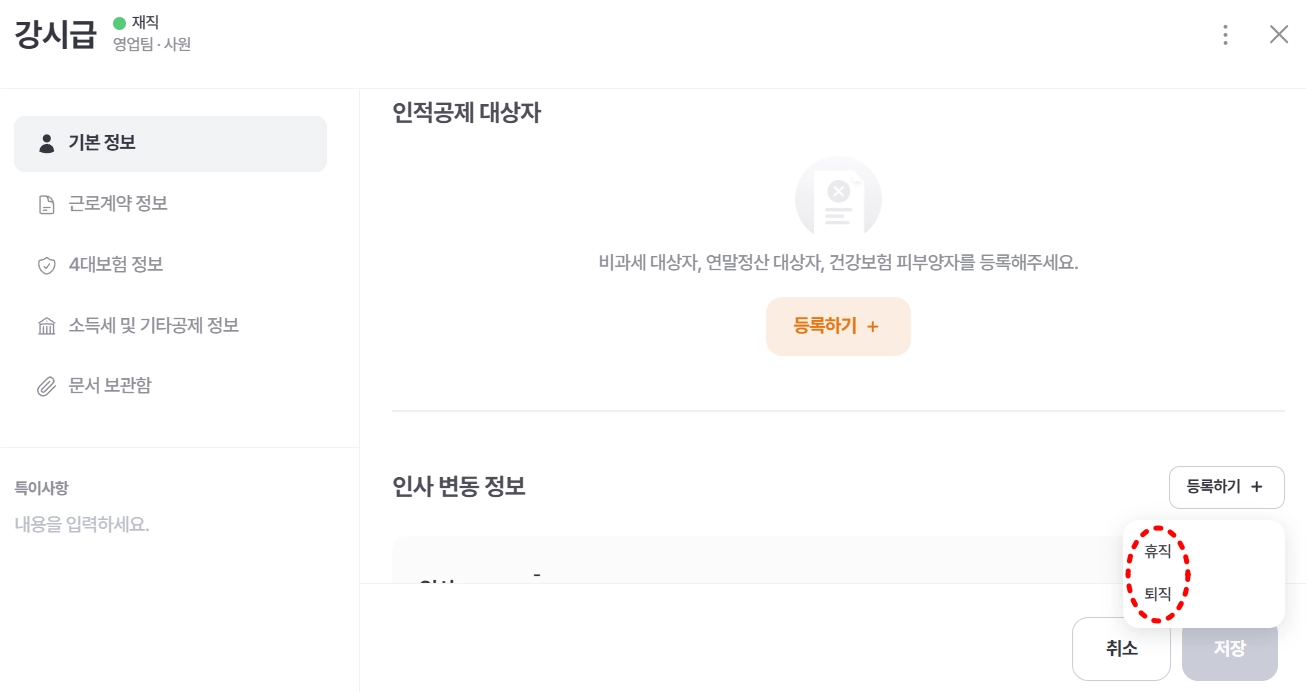 강시급
재직
영업팀 · 사원
기본 정보
근로계약 정보
4대보험 정보
소득세 및 기타공제 정보
문서 보관함
특이사항
내용을 입력하세요.
인적공제 대상자
비과세 대상자, 연말정산 대상자, 건강보험 피부양자를 등록해주세요.
등록하기 +
인사 변동 정보
등록하기 +
휴직
퇴직
-
취소
저장